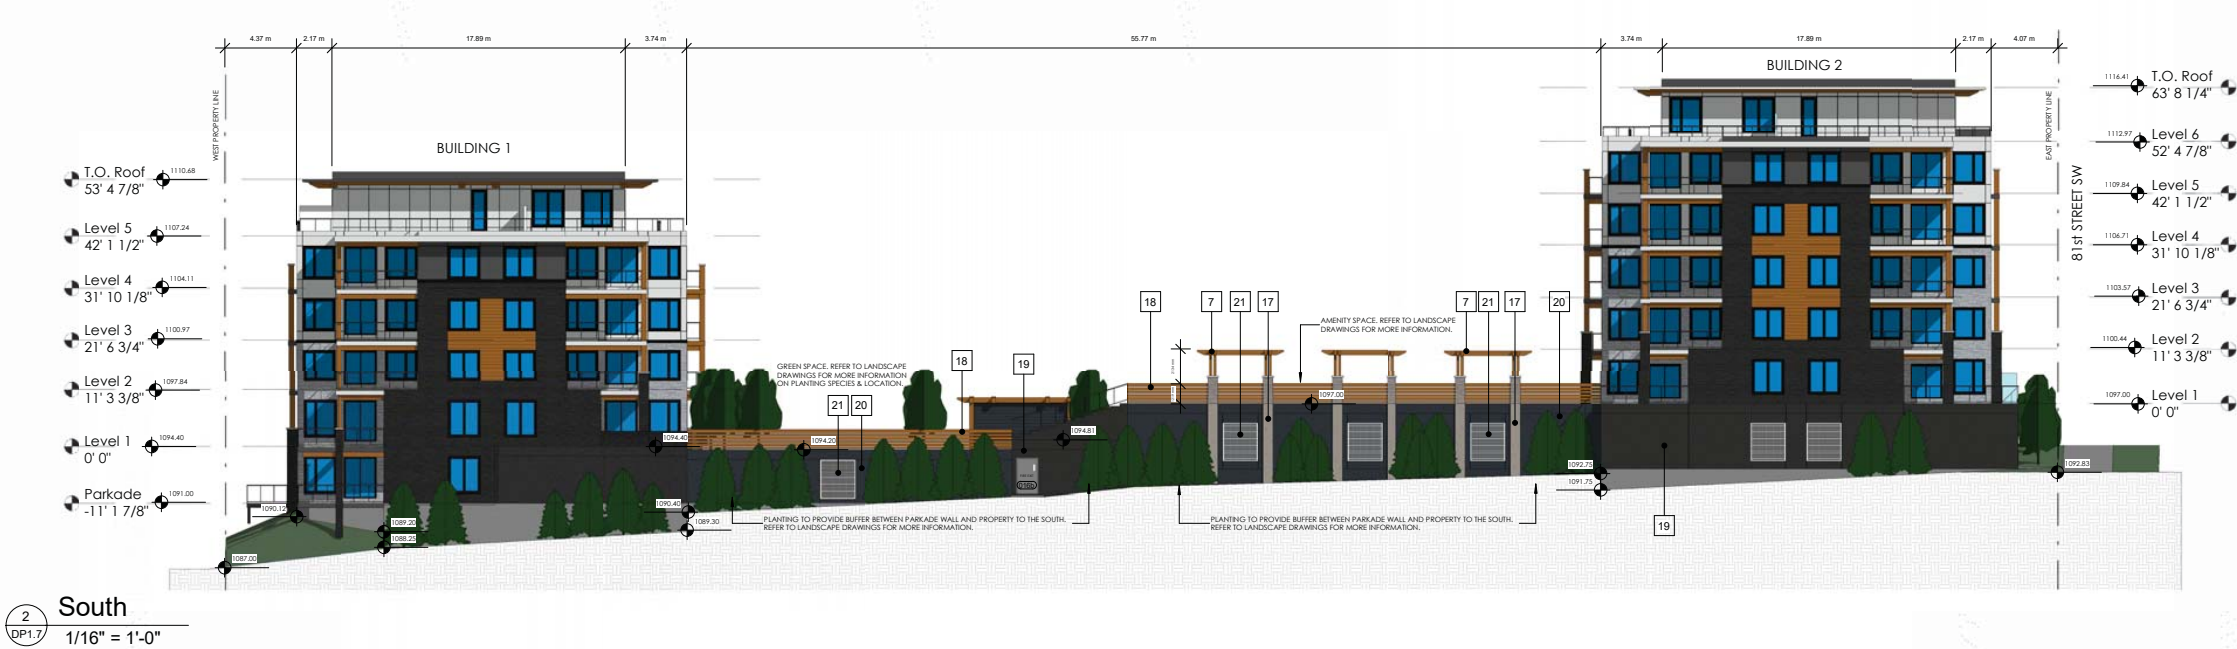 4.37 m
2.17 m
17.89 m
3.74 m
55.77 m
3.74 m
17.89 m
2.17 m
4.07 m
WEST PROPERTY LINE
BUILDING 1
BUILDING 2
EAST PROPERTY LINE
81st STREET SW
T.O. Roof
53' 4 7/8"
1110.68
Level 5
42' 1 1/2"
1107.24
Level 4
31' 10 1/8"
1104.11
Level 3
21' 6 3/4"
1100.97
Level 2
11' 3 3/8"
1097.84
Level 1
0' 0"
1094.40
Parkade
-11' 1 7/8"
1091.00
1116.41
T.O. Roof
63' 8 1/4"
1112.97
Level 6
52' 4 7/8"
1109.84
Level 5
42' 1 1/2"
1106.71
Level 4
31' 10 1/8"
1103.57
Level 3
21' 6 3/4"
1100.44
Level 2
11' 3 3/8"
1097.00
Level 1
0' 0"
18
7
21
17
7
21
17
20
AMENITY SPACE. REFER TO LANDSCAPE
DRAWINGS FOR MORE INFORMATION.
GREEN SPACE. REFER TO LANDSCAPE
DRAWINGS FOR MORE INFORMATION
ON PLANTING SPECIES & LOCATION.
18
19
21
20
1097.00
1094.40
1094.20
1094.81
1092.75
1091.75
1092.83
1090.12
1090.40
1089.30
1089.20
1088.25
1087.00
PLANTING TO PROVIDE BUFFER BETWEEN PARKADE WALL AND PROPERTY TO THE SOUTH.
REFER TO LANDSCAPE DRAWINGS FOR MORE INFORMATION.
PLANTING TO PROVIDE BUFFER BETWEEN PARKADE WALL AND PROPERTY TO THE SOUTH.
REFER TO LANDSCAPE DRAWINGS FOR MORE INFORMATION.
19
2
DP1.7
South
1/16" = 1'-0"